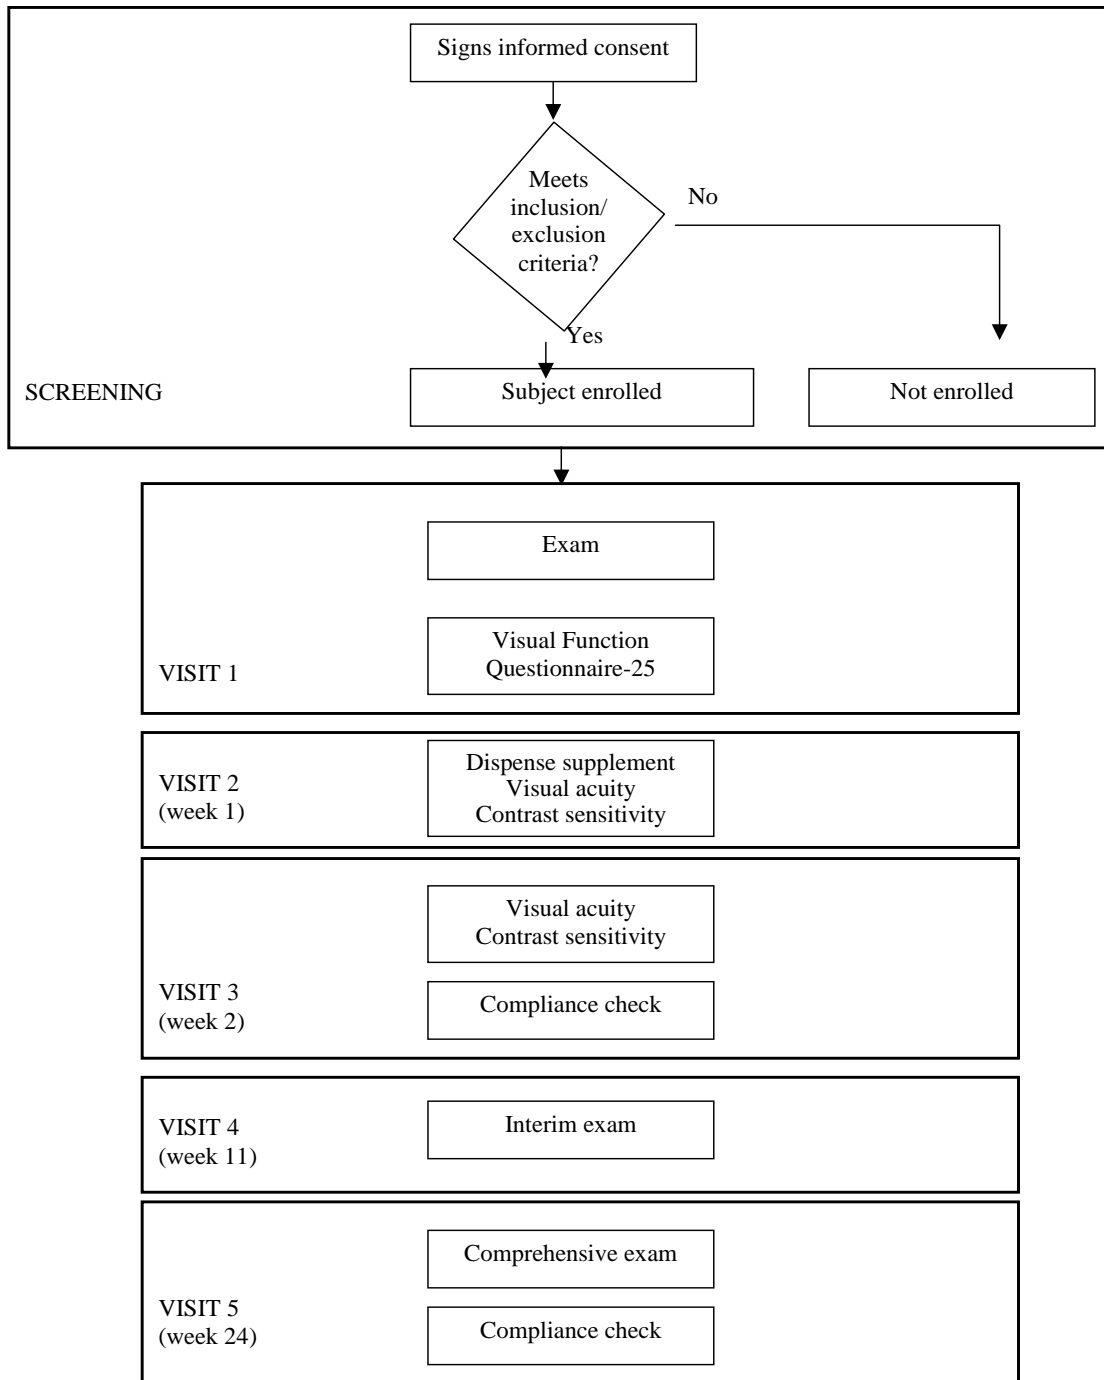 Signs informed consent
Meets
inclusion/
exclusion
criteria?
No
Yes
SCREENING
Subject enrolled
Not enrolled
Exam
Visual Function
Questionnaire-25
VISIT 1
Dispense supplement
Visual acuity
Contrast sensitivity
VISIT 2
(week 1)
Visual acuity
Contrast sensitivity
Compliance check
VISIT 3
(week 2)
Interim exam
VISIT 4
(week 11)
Comprehensive exam
Compliance check
VISIT 5
(week 24)